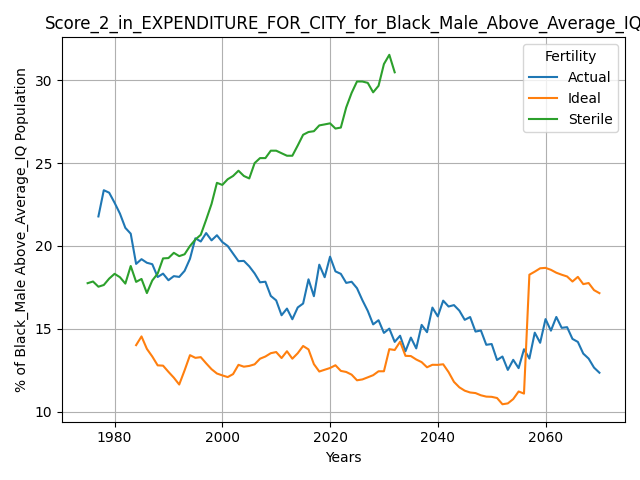 Score_2_in_EXPENDITURE_FOR_CITY_for_Black_Male_Above_Average_IQ
% of Black_Male Above_Average_IQ Population
30
25
20
15
10
Fertility
Actual
Ideal
Sterile
1980 2000 2020 2040 2060
Years